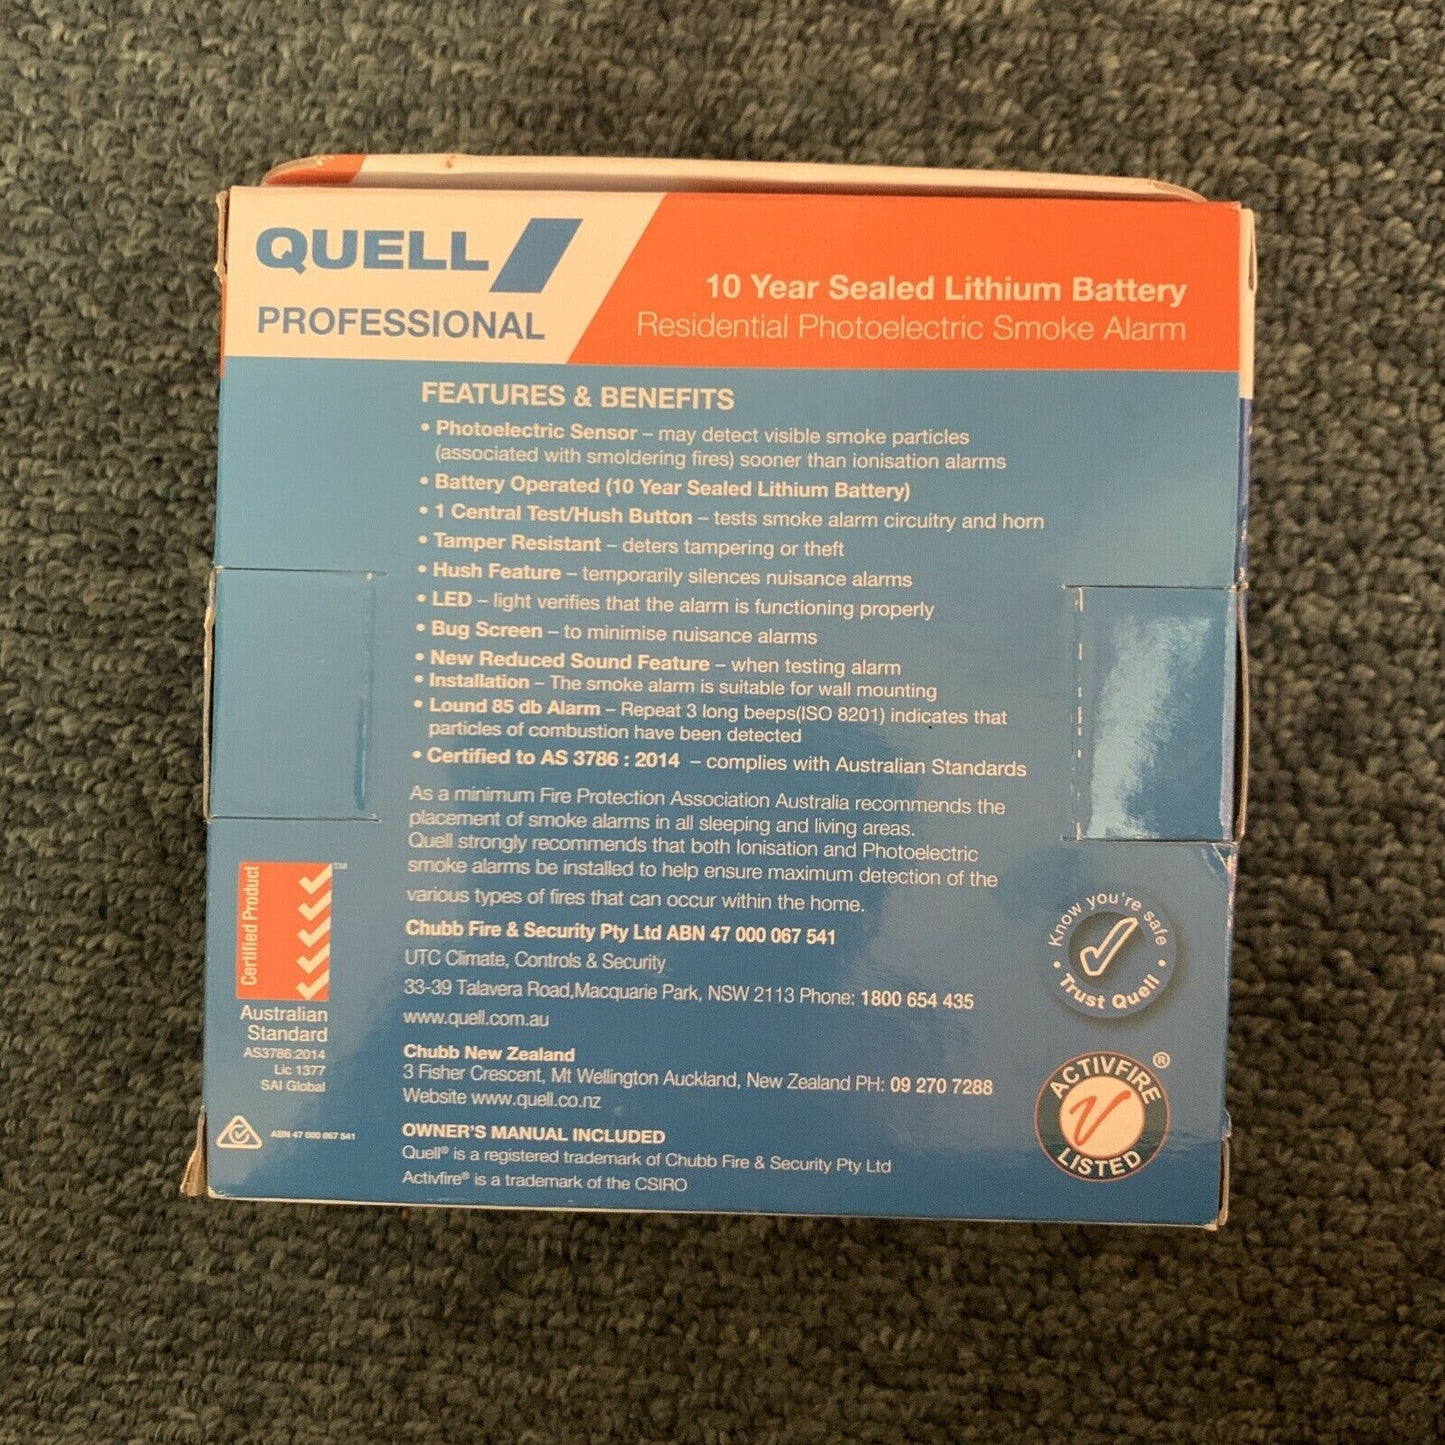 QUELL
PROFESSIONAL
10 Year Sealed Lithium Battery
Residential Photoelectric Smoke Alarm
FEATURES & BENEFITS
• Photoelectric Sensor – may detect visible smoke particles
(associated with smoldering fires) sooner than ionisation alarms
• Battery Operated (10 Year Sealed Lithium Battery)
• 1 Central Test/Hush Button – tests smoke alarm circuitry and horn
• Tamper Resistant – deters tampering or theft
• Hush Feature – temporarily silences nuisance alarms
• LED – light verifies that the alarm is functioning properly
• Bug Screen – to minimise nuisance alarms
• New Reduced Sound Feature – when testing alarm
• Installation – The smoke alarm is suitable for wall mounting
• Lound 85 db Alarm – Repeat 3 long beeps(ISO 8201) indicates that
particles of combustion have been detected
• Certified to AS 3786 : 2014 – complies with Australian Standards
As a minimum Fire Protection Association Australia recommends the
placement of smoke alarms in all sleeping and living areas.
Quell strongly recommends that both Ionisation and Photoelectric
smoke alarms be installed to help ensure maximum detection of the
various types of fires that can occur within the home.
Chubb Fire & Security Pty Ltd ABN 47 000 067 541
UTC Climate, Controls & Security
33-39 Talavera Road,Macquarie Park, NSW 2113 Phone: 1800 654 435
www.quell.com.au
Chubb New Zealand
3 Fisher Crescent, Mt Wellington Auckland, New Zealand PH: 09 270 7288
Website www.quell.co.nz
OWNER'S MANUAL INCLUDED
Quell® is a registered trademark of Chubb Fire & Security Pty Ltd
Activfire® is a trademark of the CSIRO
Certified Product
TM
Australian
Standard
AS3786:2014
Lic 1377
SAI Global
ABN 47 000 067 541
Know you're safe
• Trust Quell •
ACTIVFIRE ®
LISTED